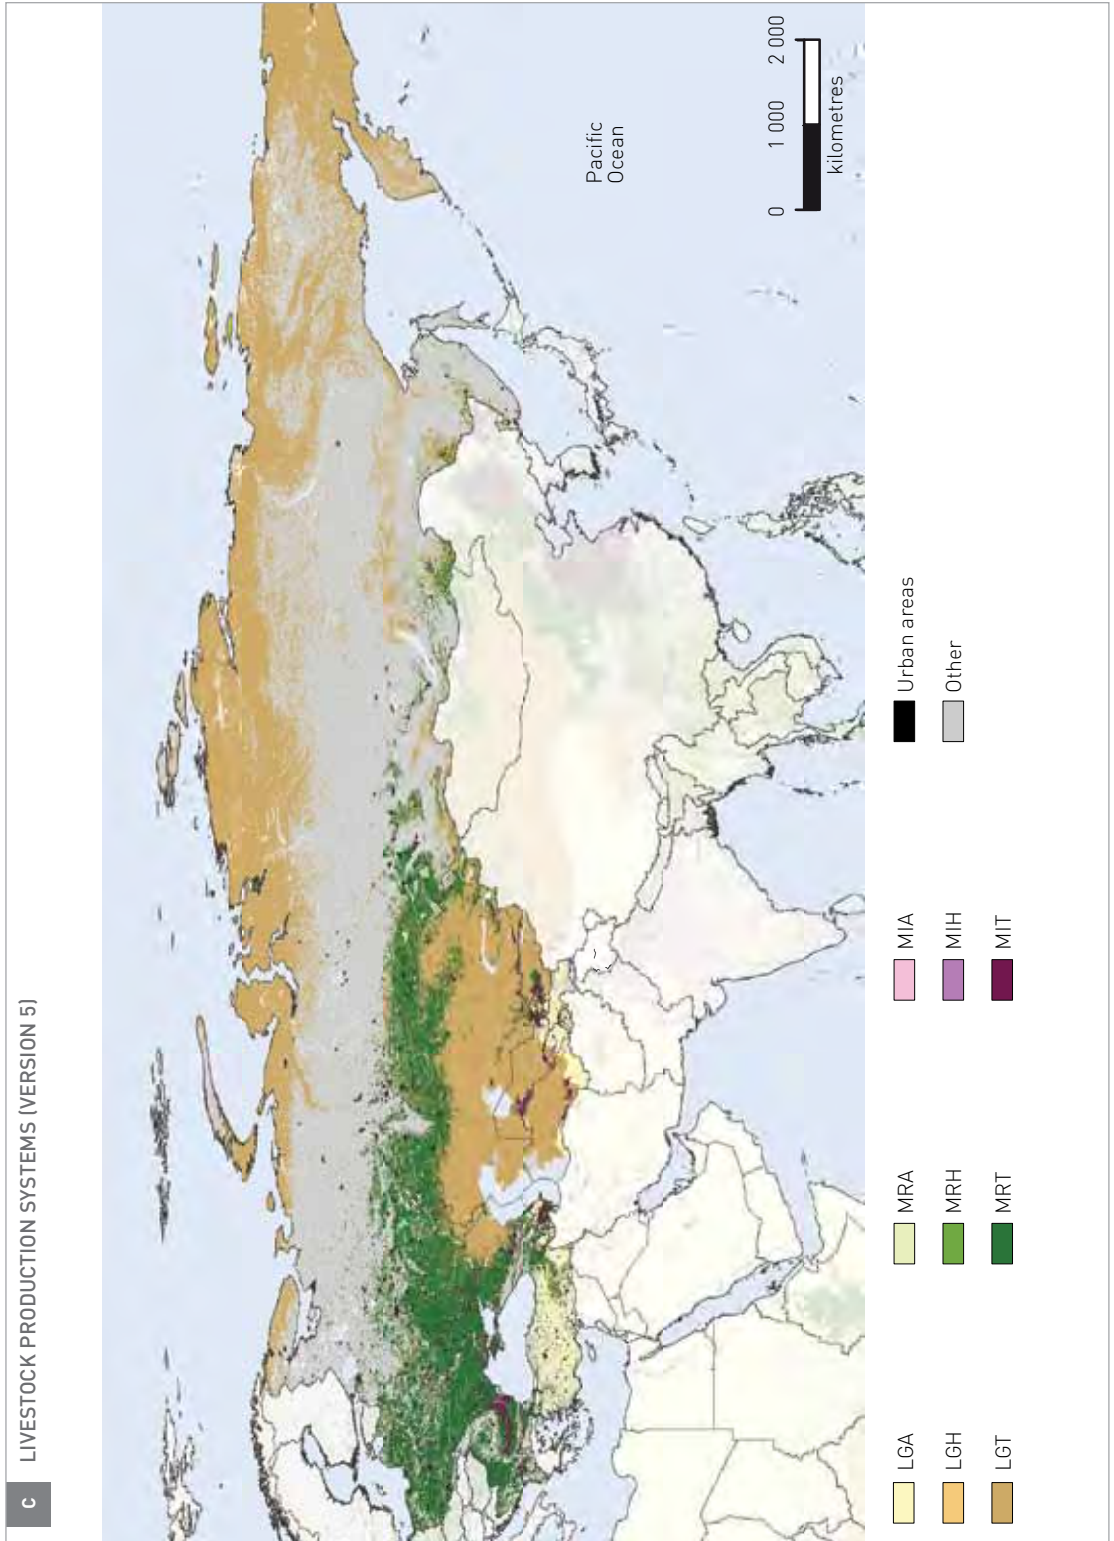 C
LIVESTOCK PRODUCTION SYSTEMS (VERSION 5)
Pacific
Ocean
0
1 000
2 000
kilometres
LGA
LGH
LGT
MRA
MRH
MRT
MIA
MIH
MIT
Urban areas
Other